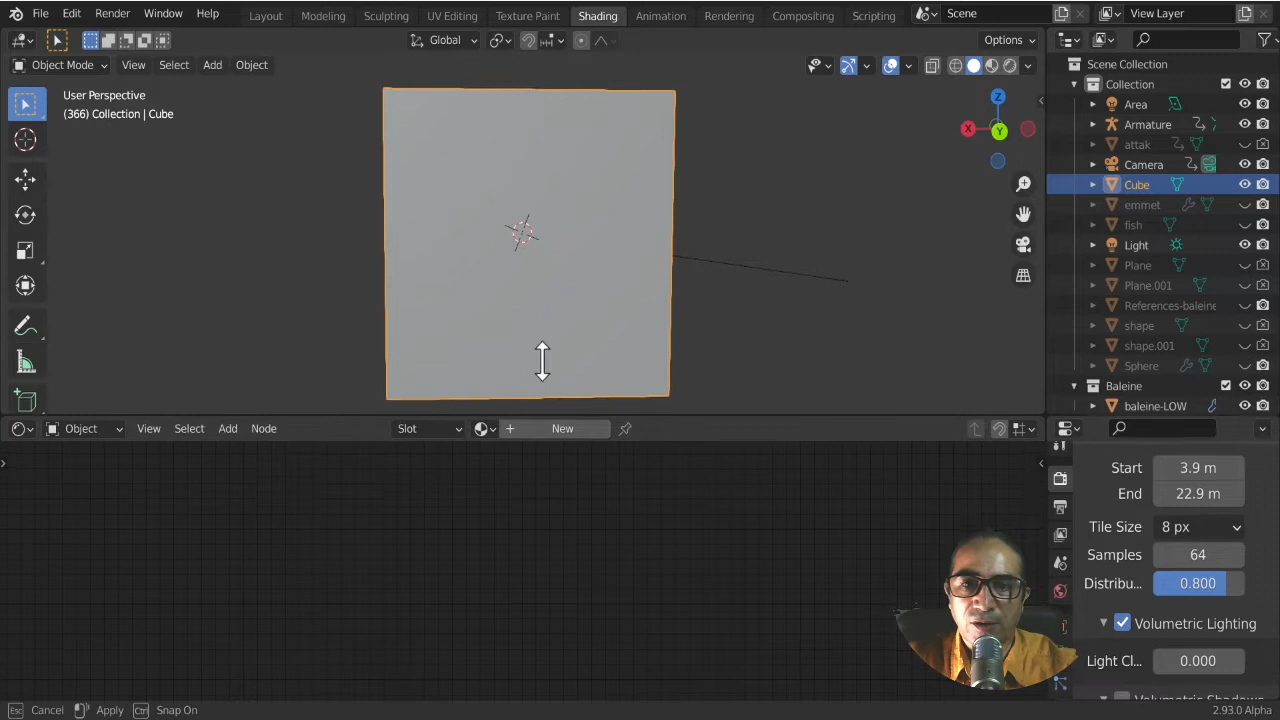 File Edit Render Window Help Layout Modeling Sculpting UV Editing Texture Paint Shading Animation Rendering Compositing Scripting Scene View Layer
Global Options
Object Mode View Select Add Object
User Perspective
(366) Collection | Cube
Z
X
Y
Scene Collection
Collection
Area
Armature
attak
Camera
Cube
emmet
fish
Light
Plane
Plane.001
References-baleine
shape
shape.001
Sphere
Baleine
baleine-LOW
Object View Select Add Node Slot New
Start 3.9 m
End 22.9 m
Tile Size 8 px
Samples 64
Distribu... 0.800
Volumetric Lighting
Light Cl... 0.000
Esc Cancel Apply Ctrl Snap On 2.93.0 Alpha